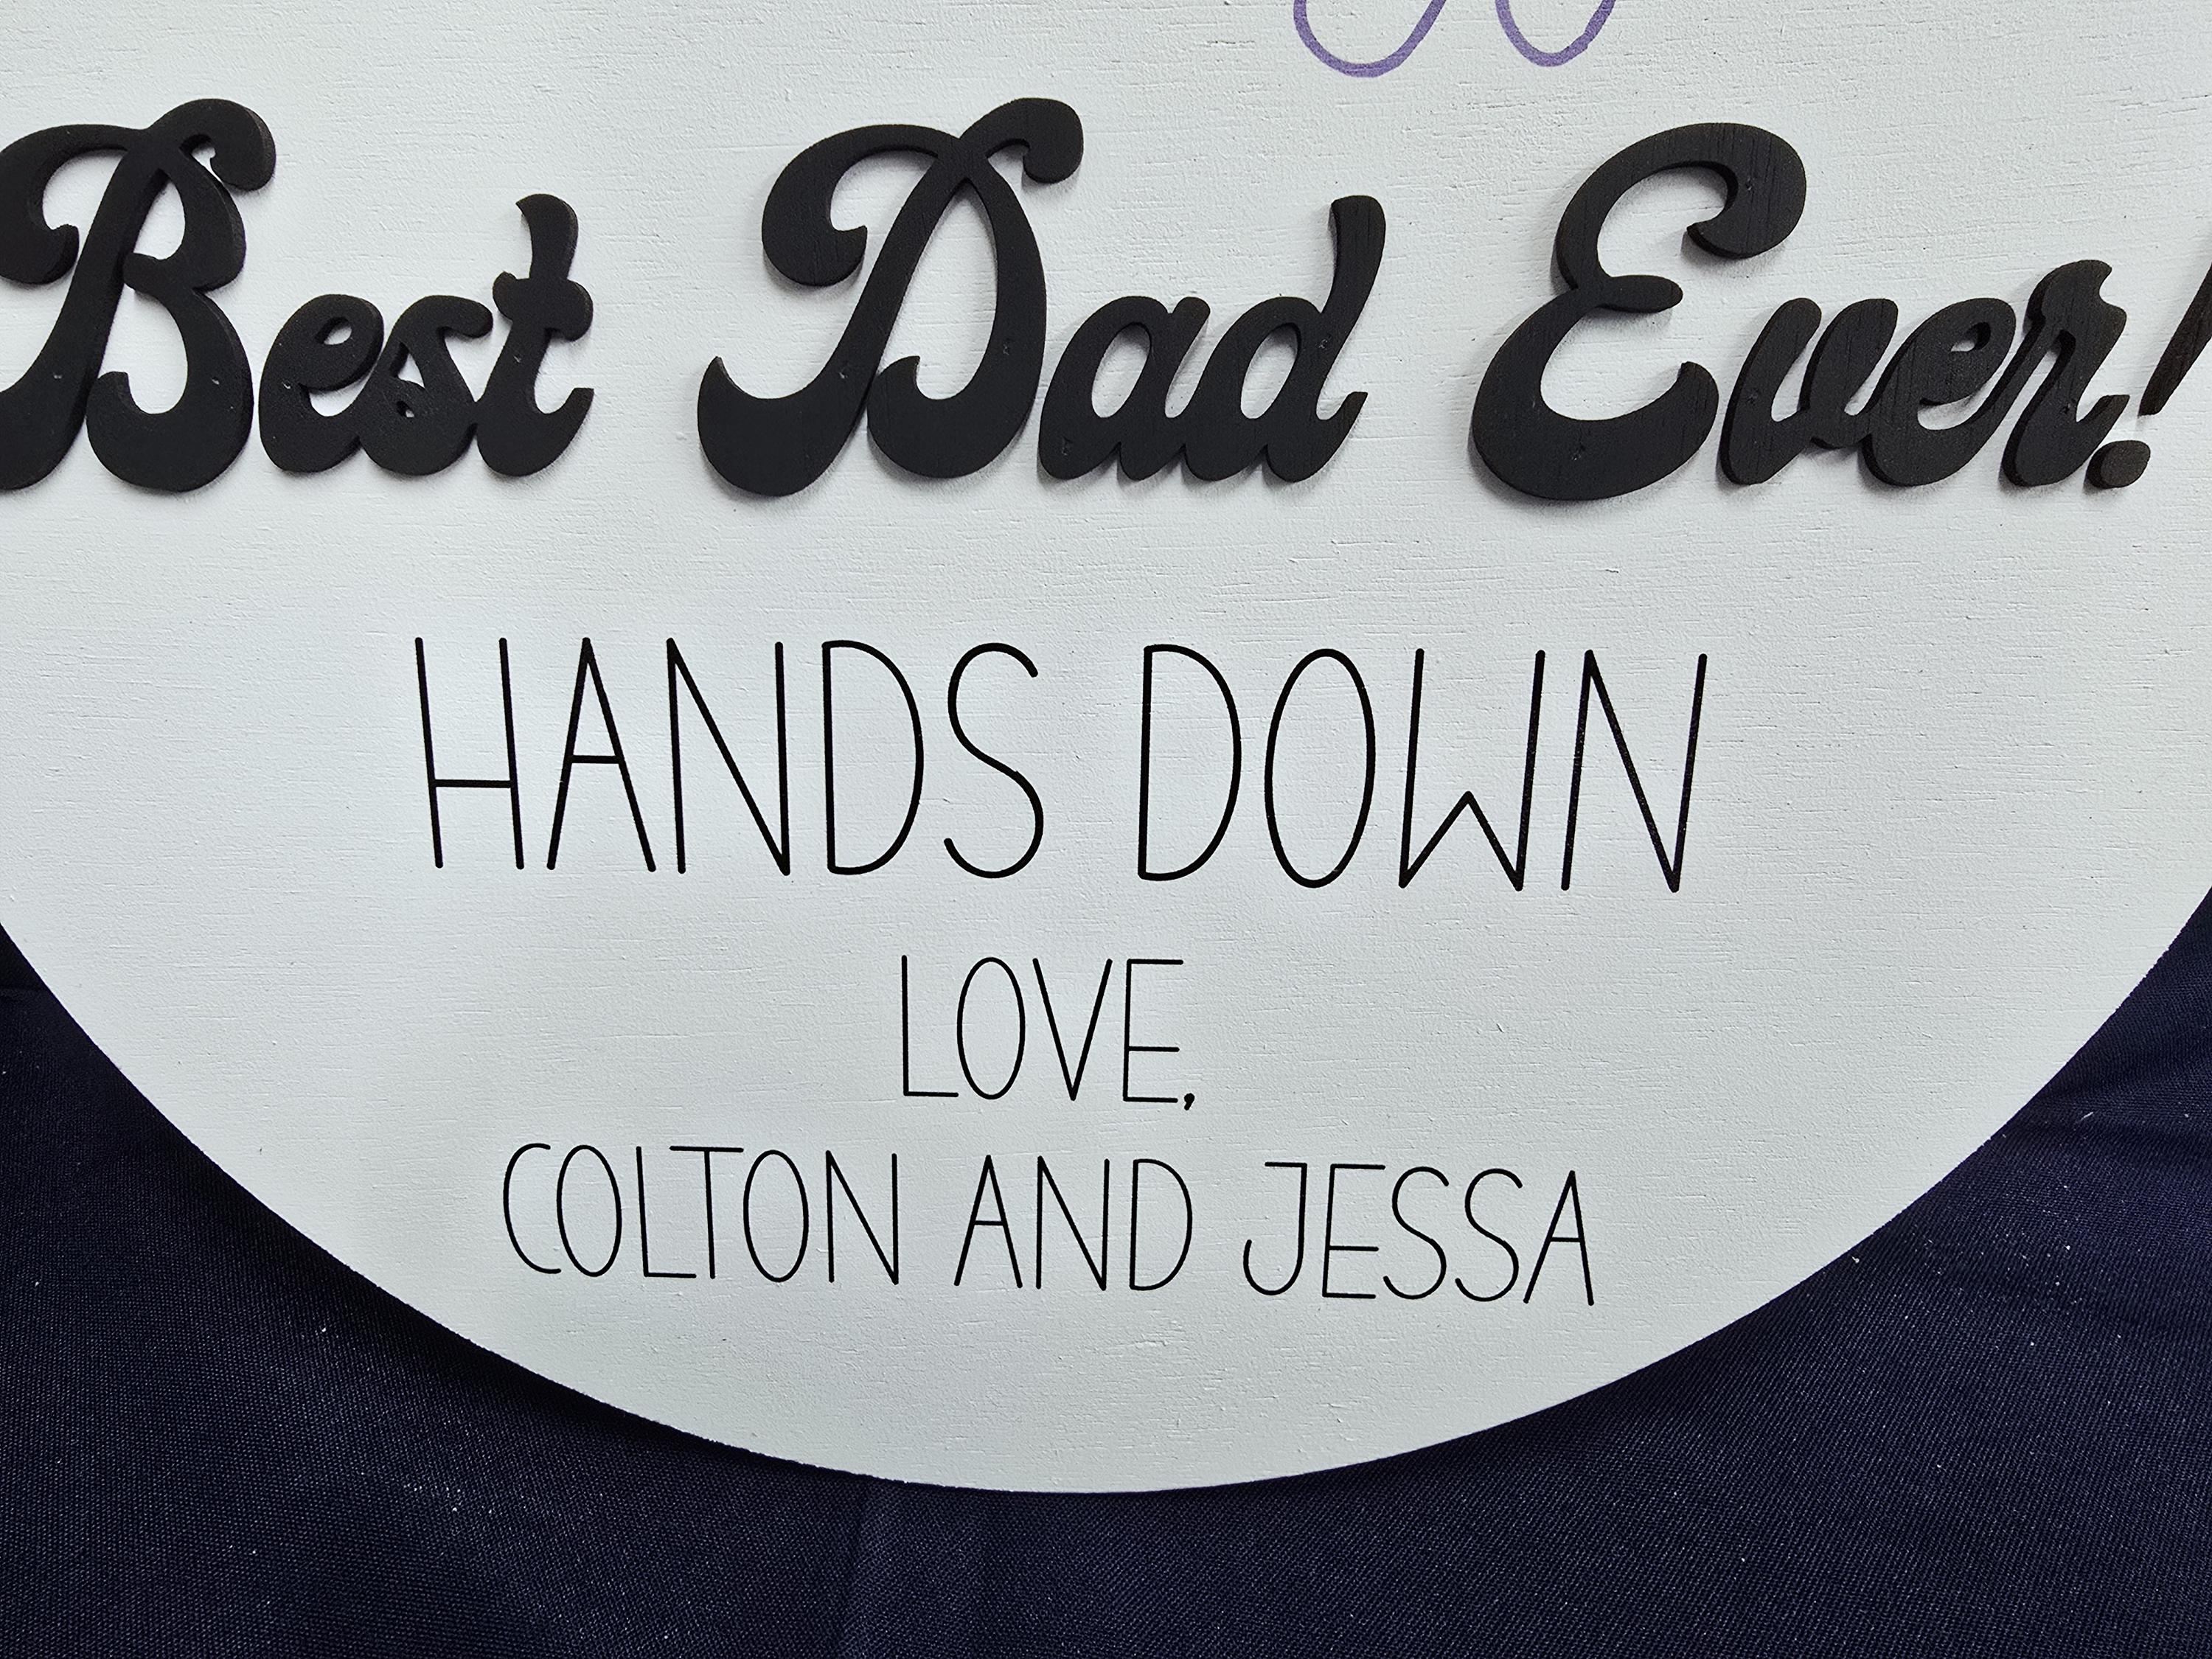 Best Dad Ever!
HANDS DOWN
LOVE,
COLTON AND JESSA